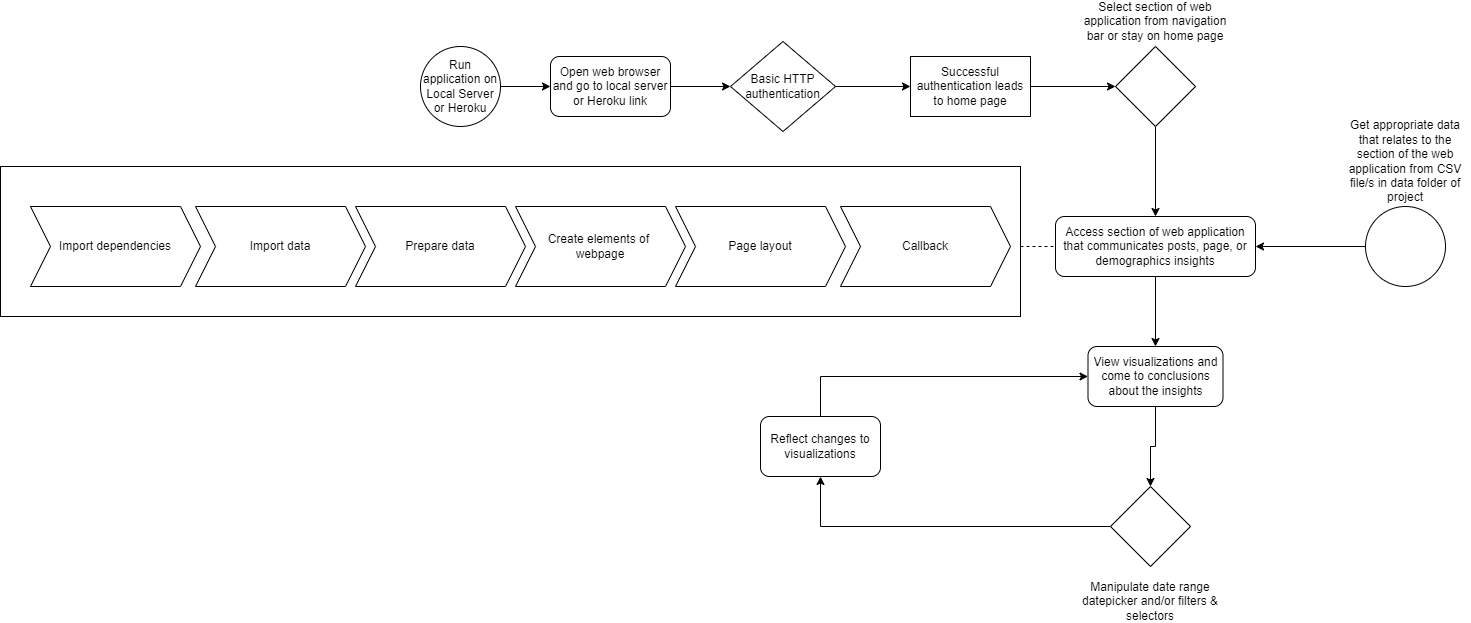 Select section of web
application from navigation
bar or stay on home page
Run
application on
Local Server
or Heroku
Open web browser
and go to local server
or Heroku link
Basic HTTP
authentication
Successful
authentication leads
to home page
Get appropriate data
that relates to the
section of the web
application from CSV
file/s in data folder of
project
Import dependencies
Import data
Prepare data
Create elements of
webpage
Page layout
Callback
Access section of web application
that communicates posts, page, or
demographics insights
View visualizations and
come to conclusions
about the insights
Reflect changes to
visualizations
Manipulate date range
datepicker and/or filters &
selectors